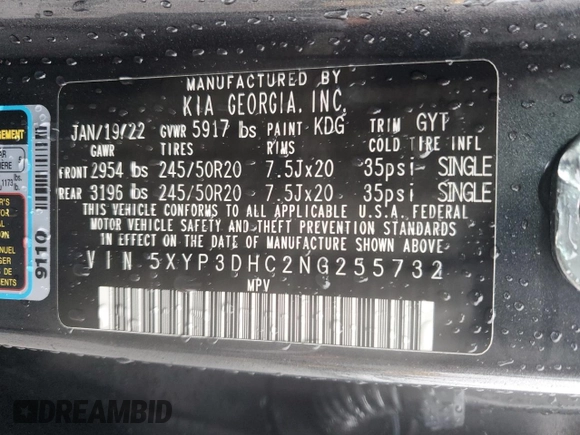 MANUFACTURED BY
KIA GEORGIA, INC.
JAN/19/22 GVWR 5917 lbs PAINT KDG TRIM GYT
GAWR TIRES RIMS COLD TIRE INFL
FRONT 2954 lbs 245/50R20 7.5Jx20 35psi- SINGLE
REAR 3196 lbs 245/50R20 7.5Jx20 35psi- SINGLE
THIS VEHICLE CONFORMS TO ALL APPLICABLE U.S.A. FEDERAL
MOTOR VEHICLE SAFETY AND THEFT PREVENTION STANDARDS
IN EFFECT ON THE DATE OF MANUFACTURE SHOWN ABOVE.
VIN 5XYP3DHC2NG255732
MPV
9110
DREAMBID